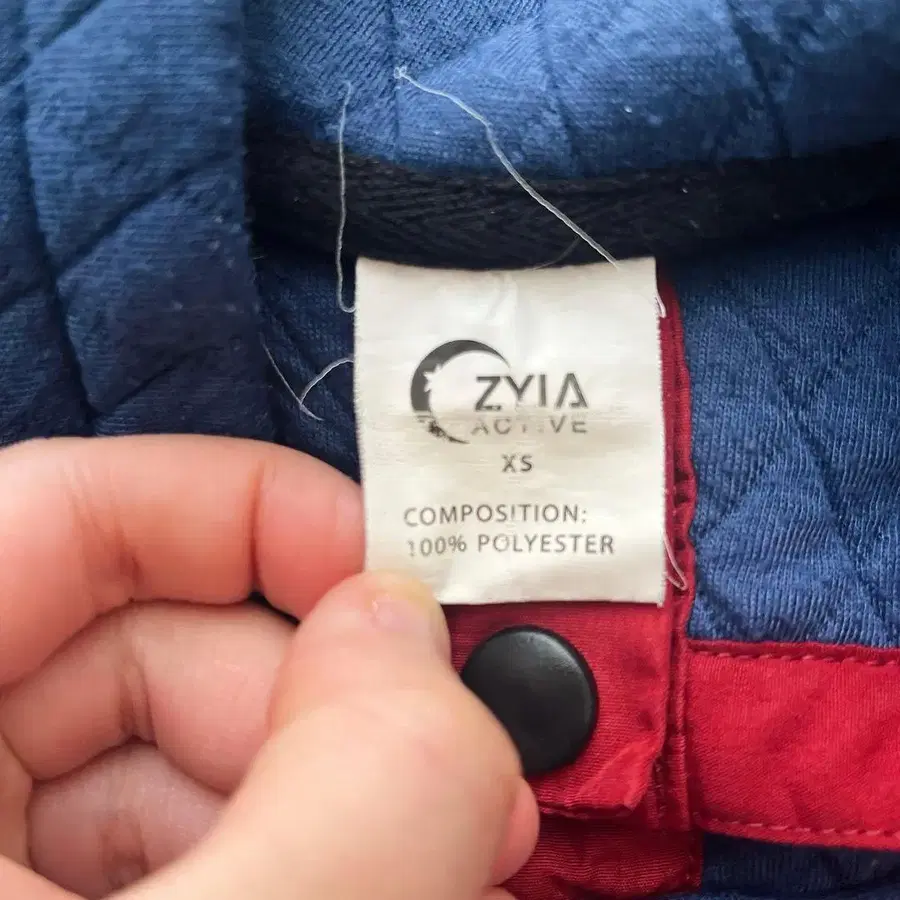 ZYIA
ACTIVE
XS
COMPOSITION:
100% POLYESTER